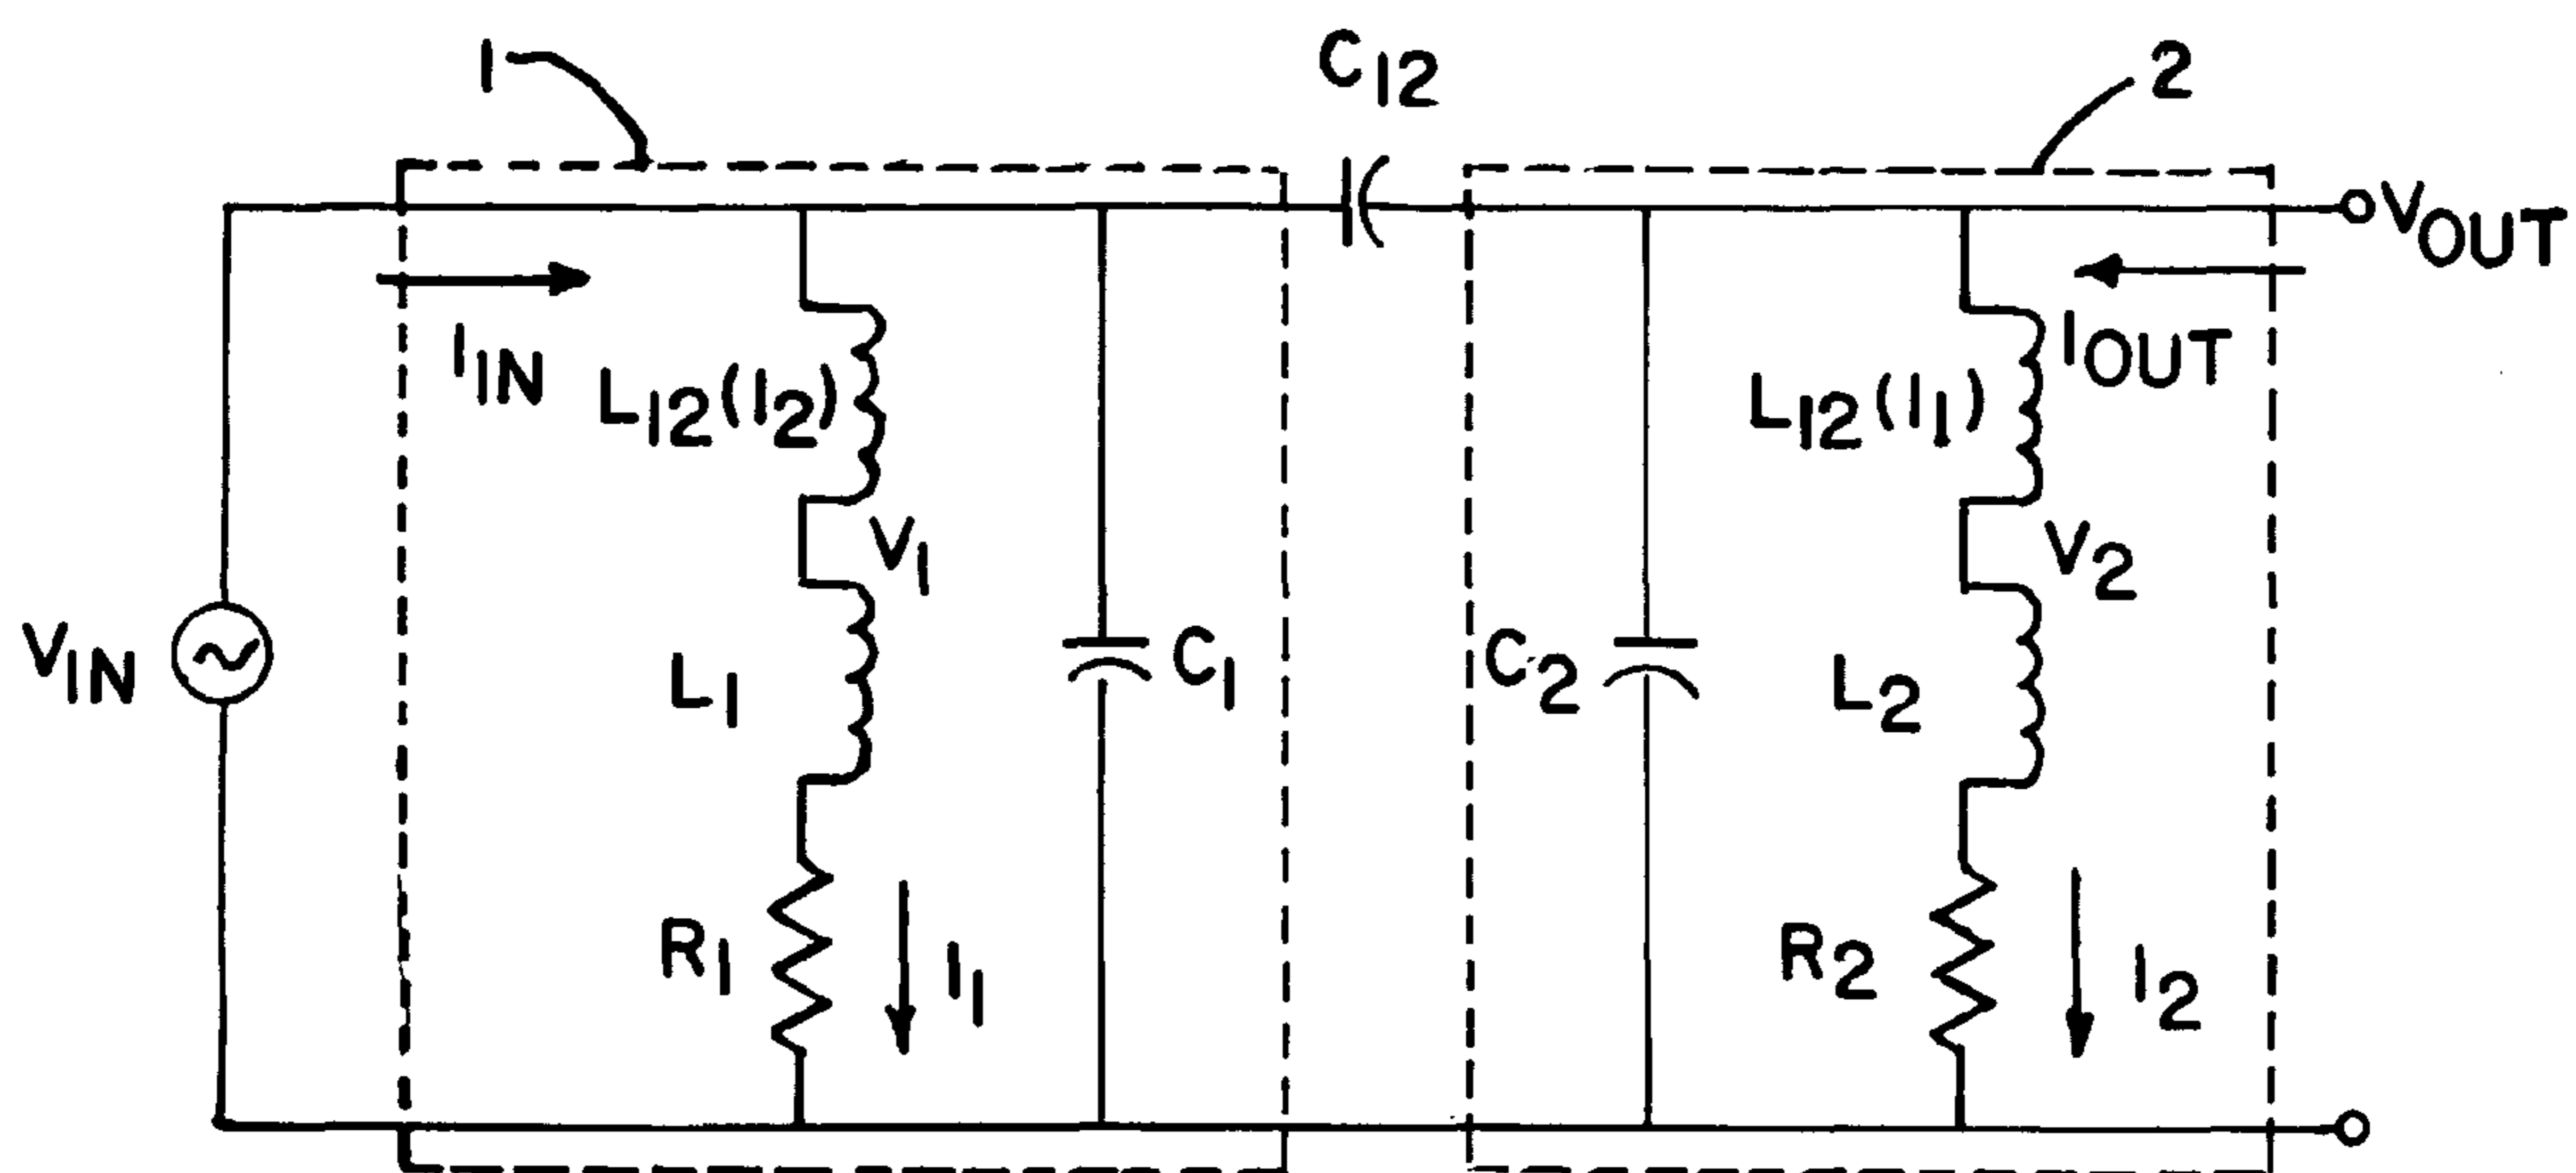 1
C12
2
VOUT
IIN
L12(I2)
L12(I1)
IOUT
V1
V2
VIN
L1
C1
C2
L2
R1
I1
R2
I2